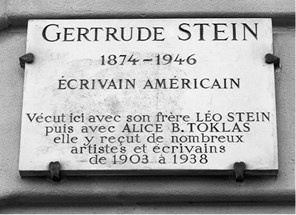 GERTRUDE STEIN
1874-1946
ÉCRIVAIN AMÉRICAIN
Vécut ici avec son frère LÉO STEIN
puis avec ALICE B. TOKLAS
elle y reçut de nombreux
artistes et écrivains
de 1903 à 1938